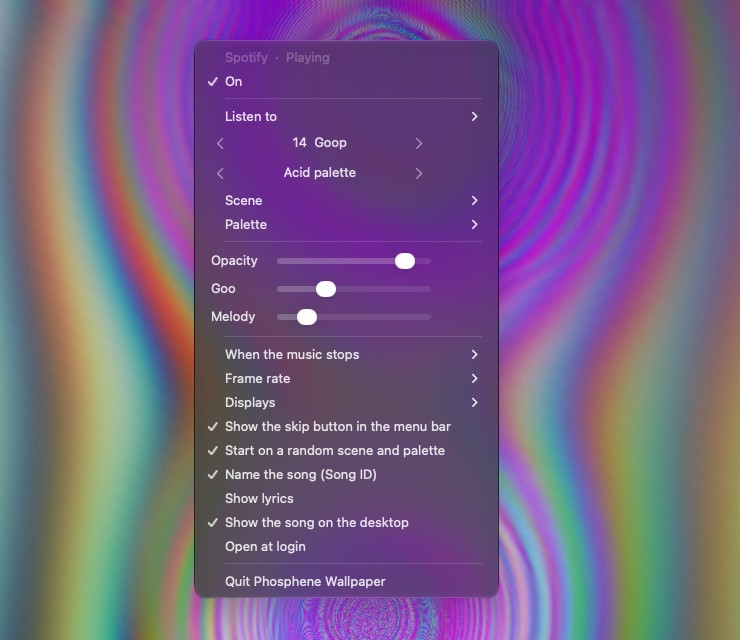 Spotify · Playing
On
Listen to
14 Goop
Acid palette
Scene
Palette
Opacity
Goo
Melody
When the music stops
Frame rate
Displays
Show the skip button in the menu bar
Start on a random scene and palette
Name the song (Song ID)
Show lyrics
Show the song on the desktop
Open at login
Quit Phosphene Wallpaper